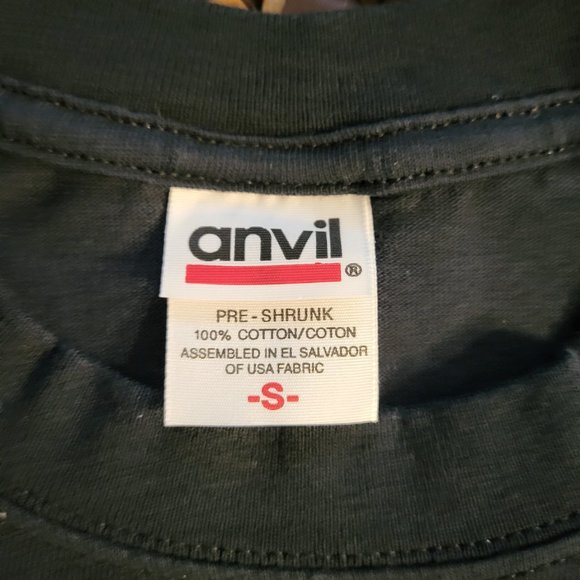 anvil
®
PRE-SHRUNK
100% COTTON/COTON
ASSEMBLED IN EL SALVADOR
OF USA FABRIC
-S-